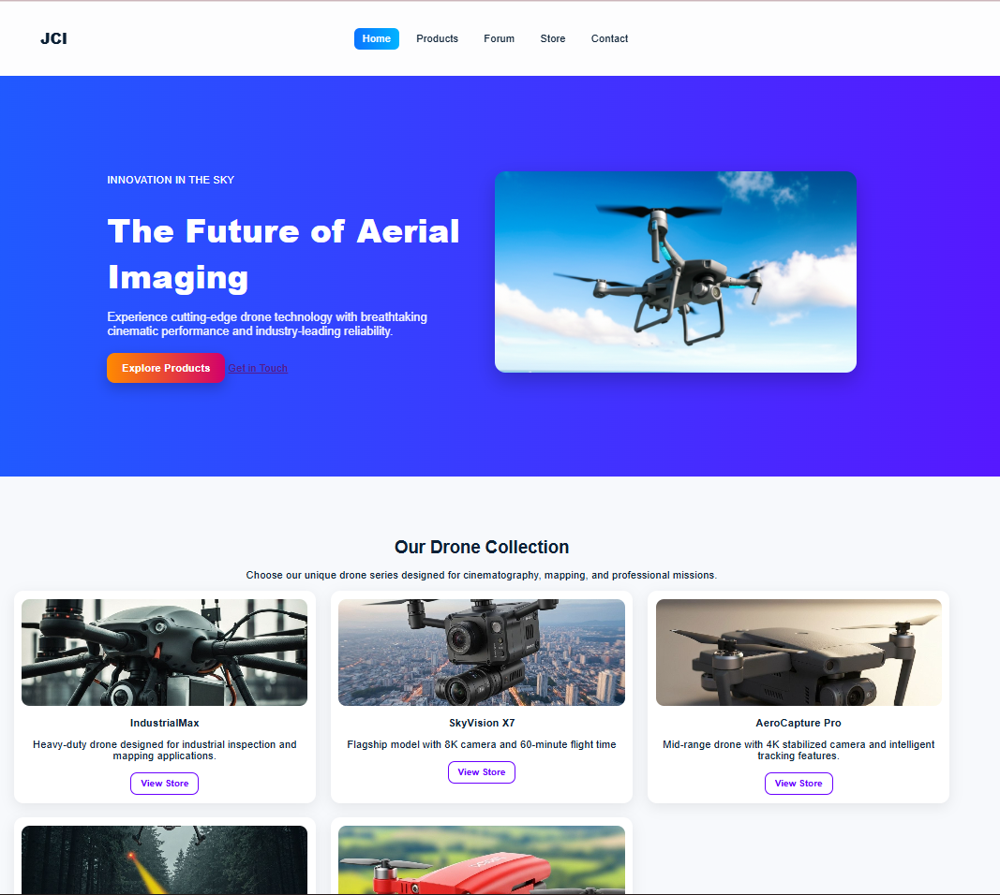 JCI
Home Products Forum Store Contact
INNOVATION IN THE SKY
The Future of Aerial
Imaging
Experience cutting-edge drone technology with breathtaking
cinematic performance and industry-leading reliability.
Explore Products Get in Touch
Our Drone Collection
Choose our unique drone series designed for cinematography, mapping, and professional missions.
IndustrialMax
Heavy-duty drone designed for industrial inspection and
mapping applications.
View Store
SkyVision X7
Flagship model with 8K camera and 60-minute flight time
View Store
AeroCapture Pro
Mid-range drone with 4K stabilized camera and intelligent
tracking features.
View Store